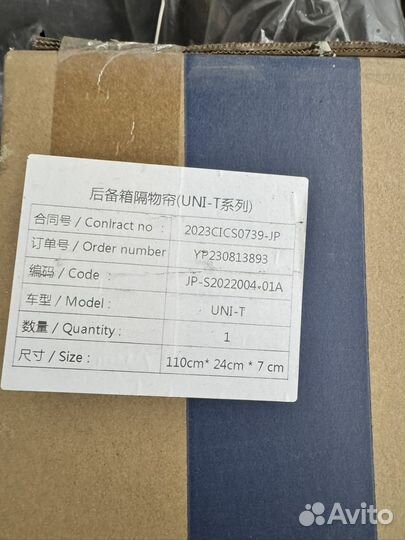 后备箱隔物帘(UNI-T系列)
合同号 / Conlract no : 2023CICS0739-JP
订单号 / Order number YP230813893
编码 / Code : JP-S2022004-01A
车型 / Model : UNI-T
数量 / Quantity : 1
尺寸 / Size : 110cm* 24cm * 7 cm
Avito